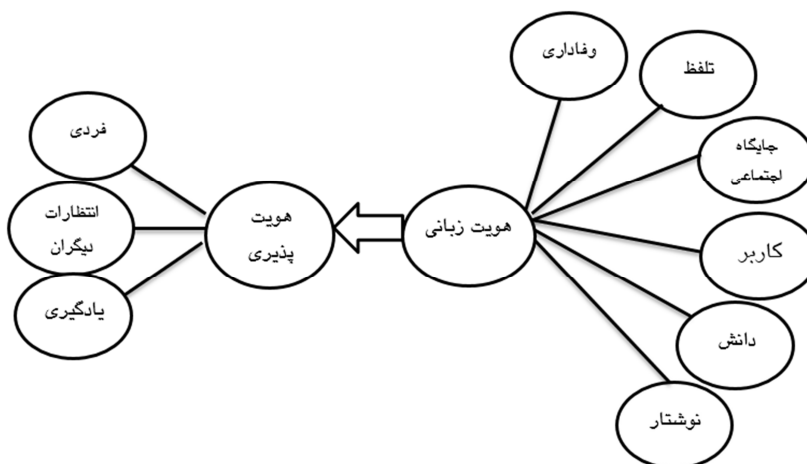 وفاداری
تلفظ
جایگاه
اجتماعی
کاربر
دانش
نوشتار
هویت زبانی
هویت
پذیری
فردی
انتظارات
دیگران
یادگیری